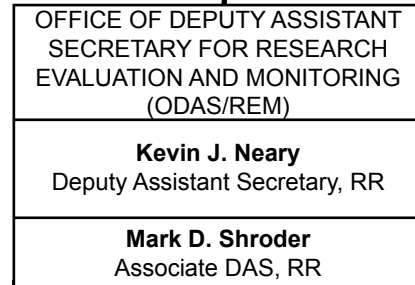 OFFICE OF DEPUTY ASSISTANT
SECRETARY FOR RESEARCH
EVALUATION AND MONITORING
(ODAS/REM)
Kevin J. Neary
Deputy Assistant Secretary, RR
Mark D. Shroder
Associate DAS, RR